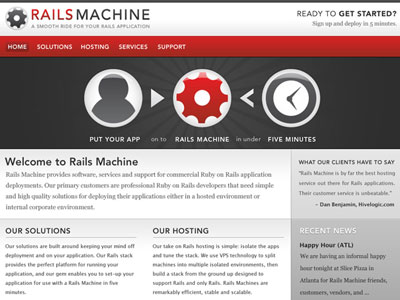 RAILSMACHINE
A SMOOTH RIDE FOR YOUR RAILS APPLICATION
READY TO GET STARTED?
Sign up and deploy in 5 minutes.
HOME SOLUTIONS HOSTING SERVICES SUPPORT
PUT YOUR APP on to RAILS MACHINE in under FIVE MINUTES
Welcome to Rails Machine
Rails Machine provides software, services and support for commercial Ruby on Rails application
deployments. Our primary customers are professional Ruby on Rails developers that need simple
and high quality solutions for deploying their applications either in a hosted environment or
internal corporate environment.
WHAT OUR CLIENTS HAVE TO SAY
"Rails Machine is by far the best hosting
service out there for Rails applications.
Their customer service is unbeatable."
– Dan Benjamin, Hivelogic.com
OUR SOLUTIONS
Our solutions are built around keeping your mind off
deployment and on your application. Our Rails stack
provides the perfect platform for running your
application, and our gem enables you to set-up your
application for use with a Rails Machine in five
minutes.
OUR HOSTING
Our take on Rails hosting is simple: isolate the apps
and tune the stack. We use VPS technology to split
machines into multiple isolated environments, then
build a stack from the ground up designed to
support Rails and only Rails. Rails Machines are
remarkably efficient, stable and scalable.
RECENT NEWS
Happy Hour (ATL)
We are having an informal happy
hour tonight at Slice Pizza in
Atlanta for Rails Machine friends,
customers, vendors, and ...